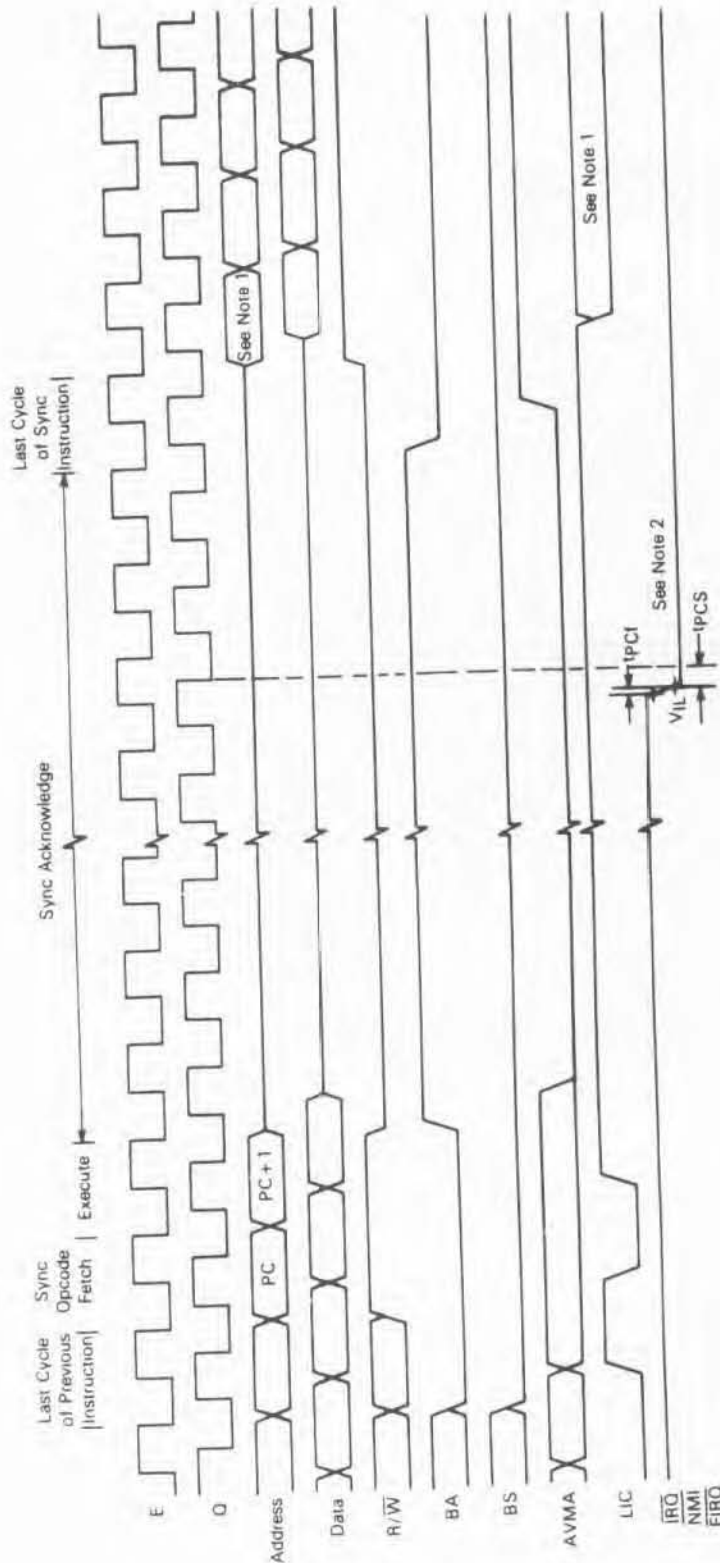 Last Cycle
of Previous
|Instruction|
Sync
Opcode
Fetch
| Execute
Sync Acknowledge
Last Cycle
of Sync
|Instruction|
E
Q
Address
PC
PC + 1
See Note 1
Data
R/W
BA
BS
AVMA
LIC
See Note 1
IRQ
NMI
FIRQ
VIL
tPCf
See Note 2
tPCS